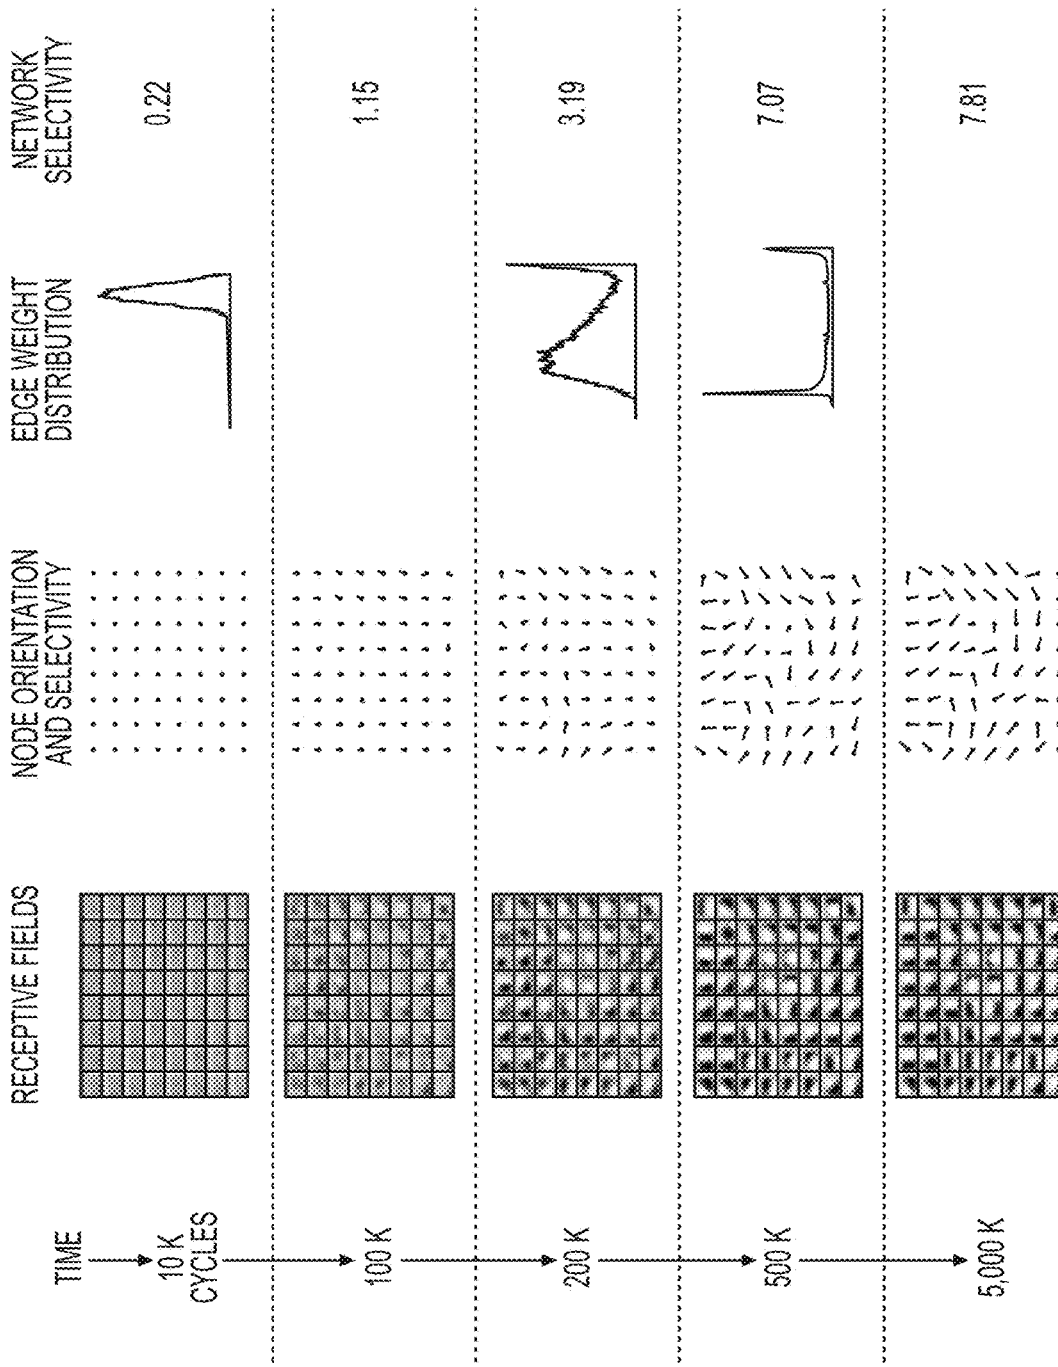 TIME
RECEPTIVE FIELDS
NODE ORIENTATION
AND SELECTIVITY
EDGE WEIGHT
DISTRIBUTION
NETWORK
SELECTIVITY
10 K
CYCLES
0.22
100 K
1.15
200 K
3.19
500 K
7.07
5,000 K
7.81